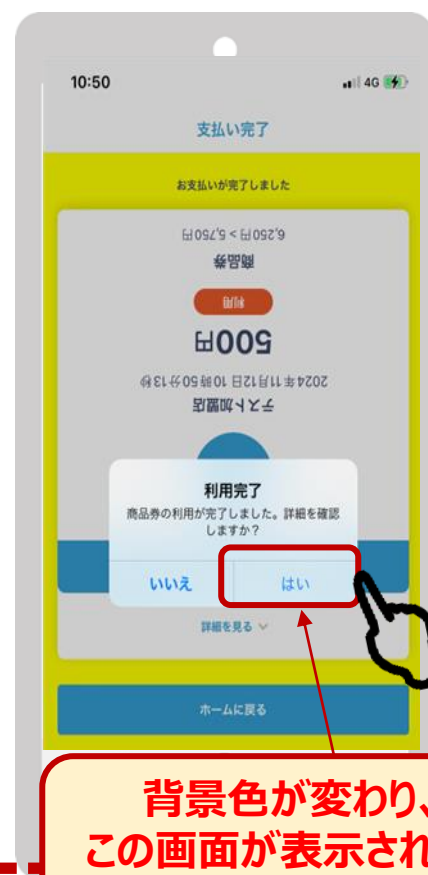 10:50
4G
支払い完了
お支払いが完了しました
6,250円 > 5,750円
商品券
利用
500円
2024年11月12日 10時50分13秒
テスト加盟店
利用完了
商品券の利用が完了しました。詳細を確認
しますか？
いいえ
はい
詳細を見る
ホームに戻る
背景色が変わり、
この画面が表示され